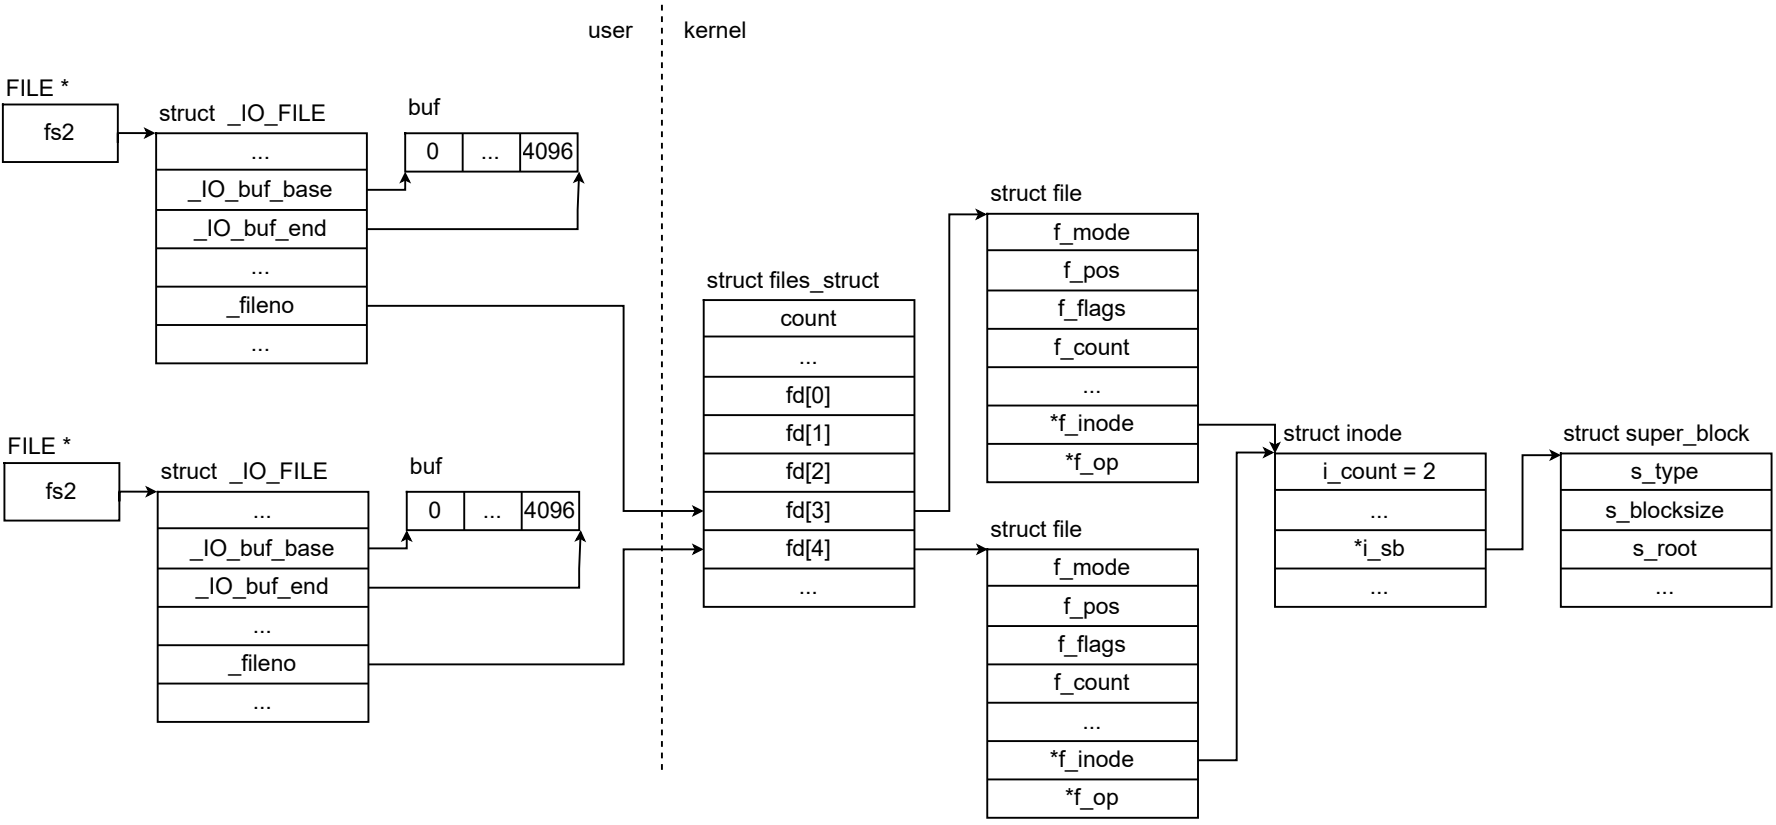 user
kernel
FILE *
fs2
struct _IO_FILE
...
_IO_buf_base
_IO_buf_end
...
_fileno
...
buf
0
...
4096
FILE *
fs2
struct _IO_FILE
...
_IO_buf_base
_IO_buf_end
...
_fileno
...
buf
0
...
4096
struct files_struct
count
...
fd[0]
fd[1]
fd[2]
fd[3]
fd[4]
...
struct file
f_mode
f_pos
f_flags
f_count
...
*f_inode
*f_op
struct file
f_mode
f_pos
f_flags
f_count
...
*f_inode
*f_op
struct inode
i_count = 2
...
*i_sb
...
struct super_block
s_type
s_blocksize
s_root
...